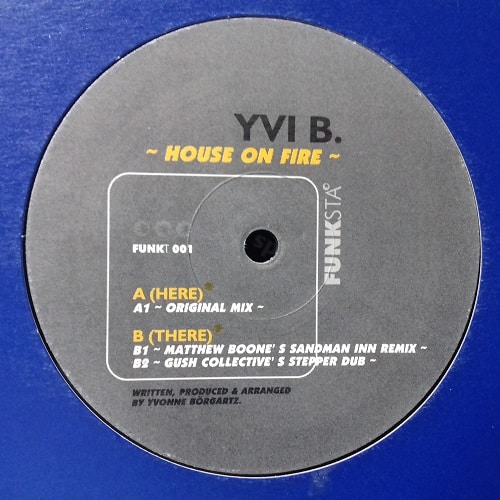 YVI B.
~ HOUSE ON FIRE ~
FUNKSTA
FUNKT 001
A (HERE)
A1 ~ ORIGINAL MIX ~
B (THERE)
B1 ~ MATTHEW BOONE'S SANDMAN INN REMIX ~
B2 ~ GUSH COLLECTIVE'S STEPPER DUB ~
WRITTEN, PRODUCED & ARRANGED
BY YVONNE BÖRGARTZ.